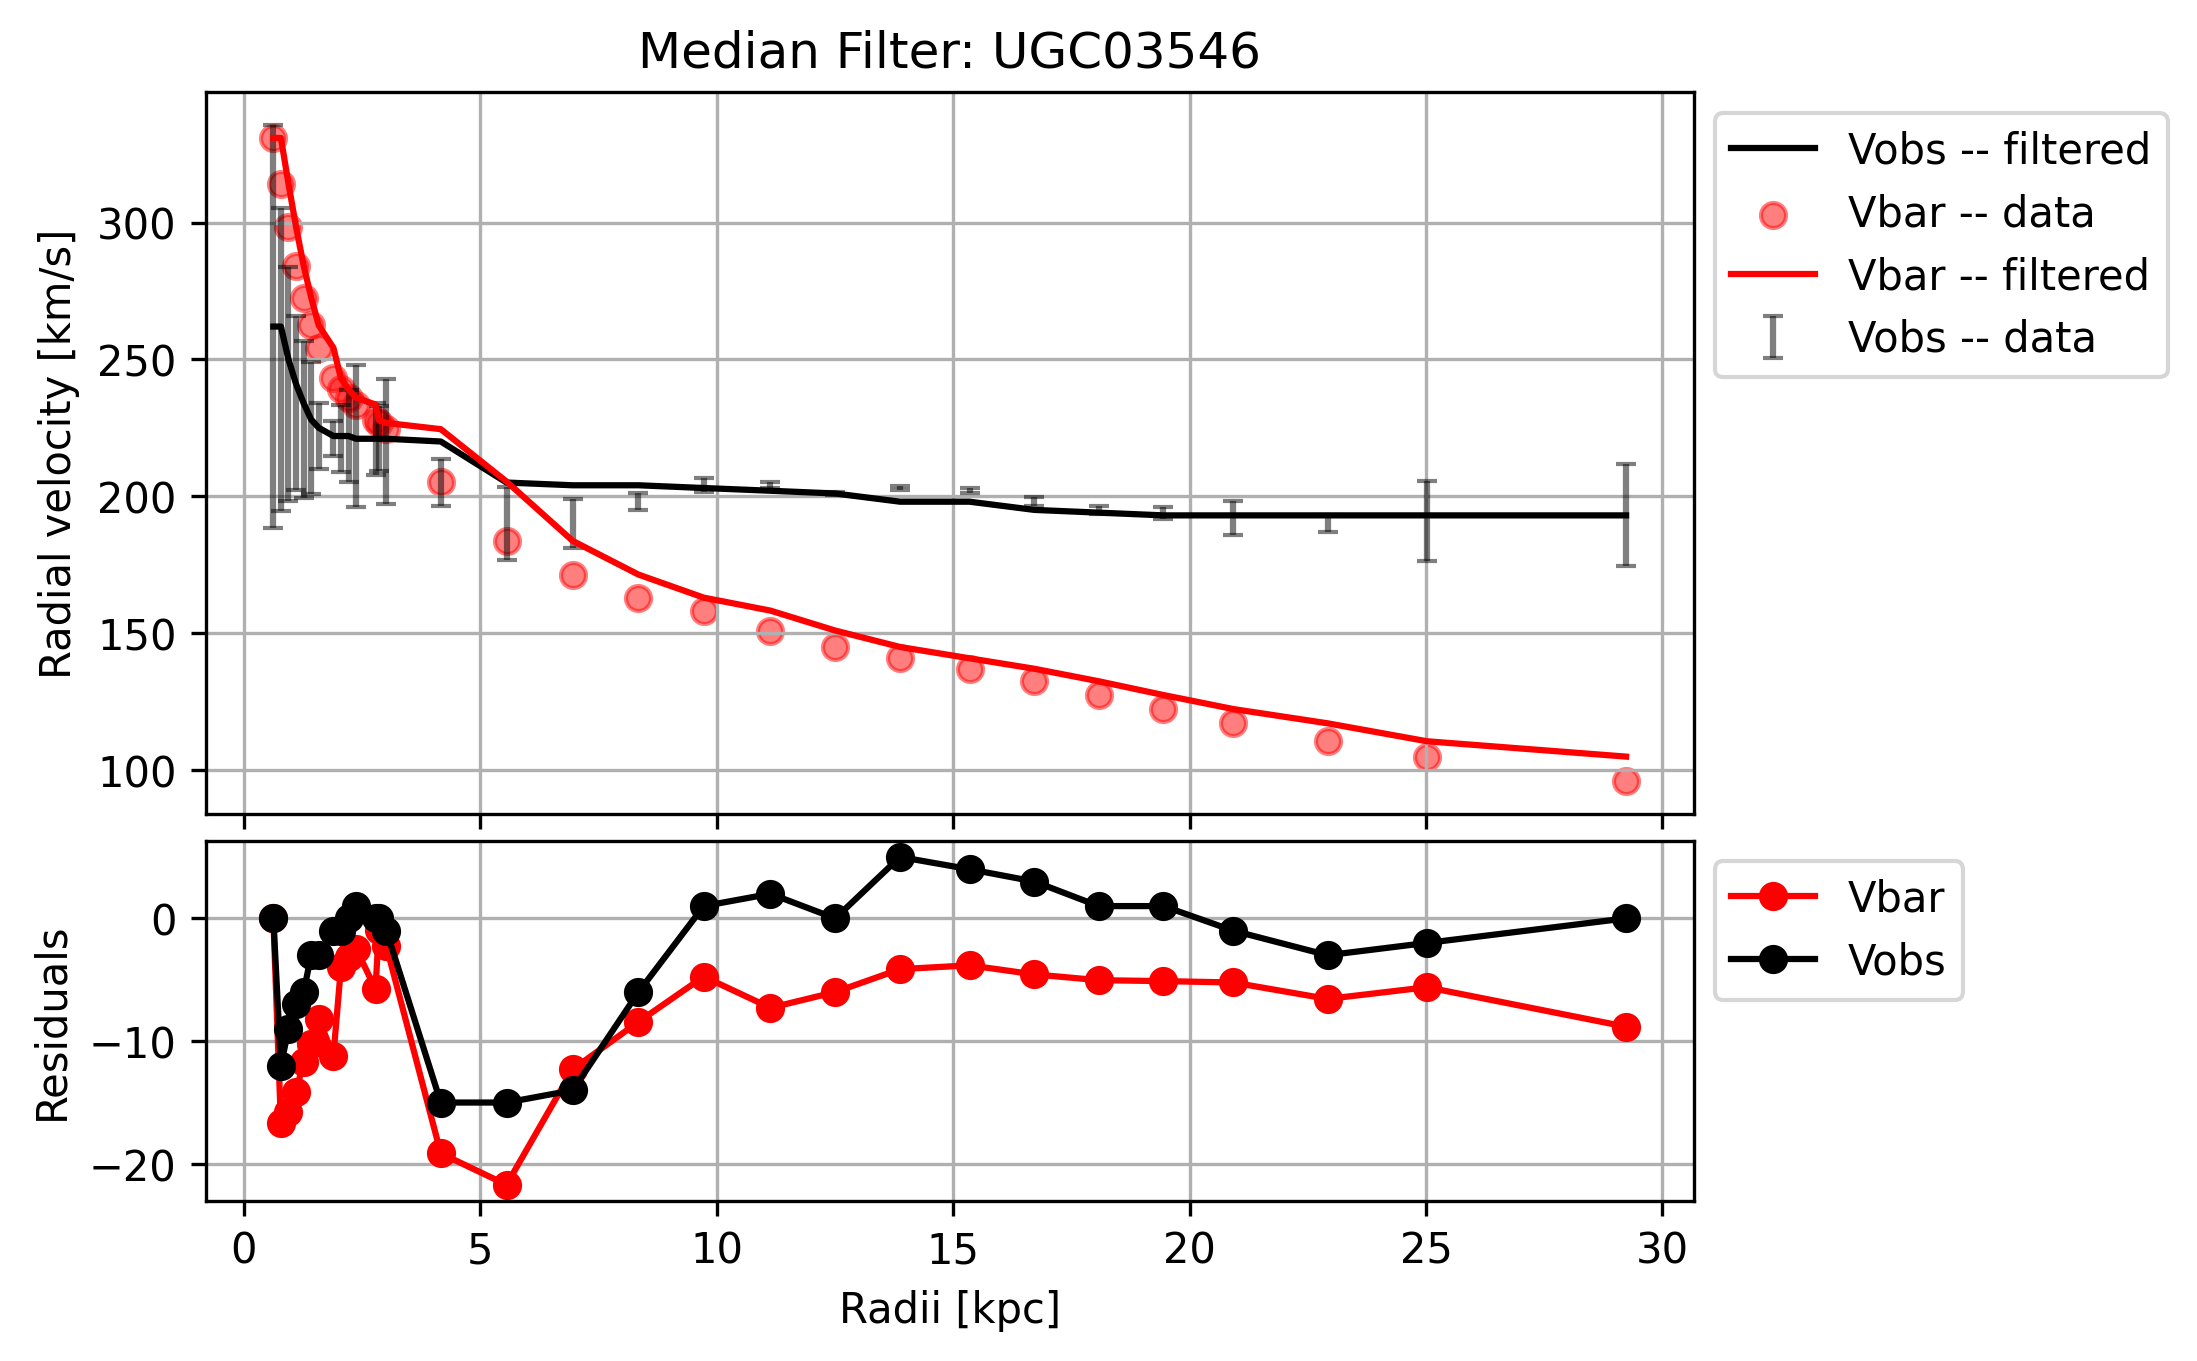 Median Filter: UGC03546
Radial velocity [km/s]
300
250
200
150
100
Vobs -- filtered
Vbar -- data
Vbar -- filtered
Vobs -- data
Residuals
0
−10
−20
Vbar
Vobs
0 5 10 15 20 25 30
Radii [kpc]